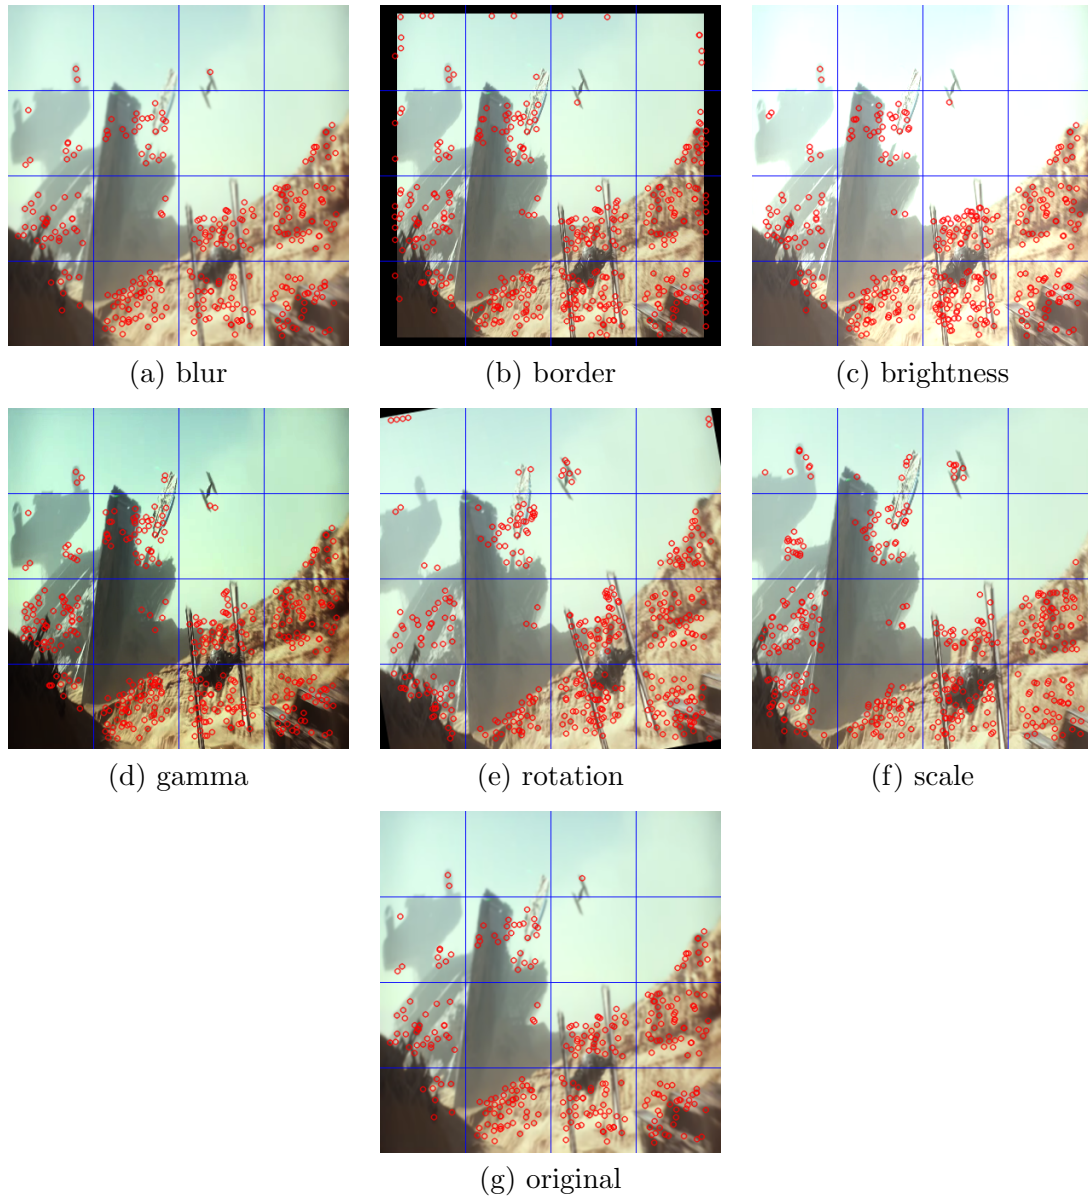 (a) blur
(b) border
(c) brightness
(d) gamma
(e) rotation
(f) scale
(g) original